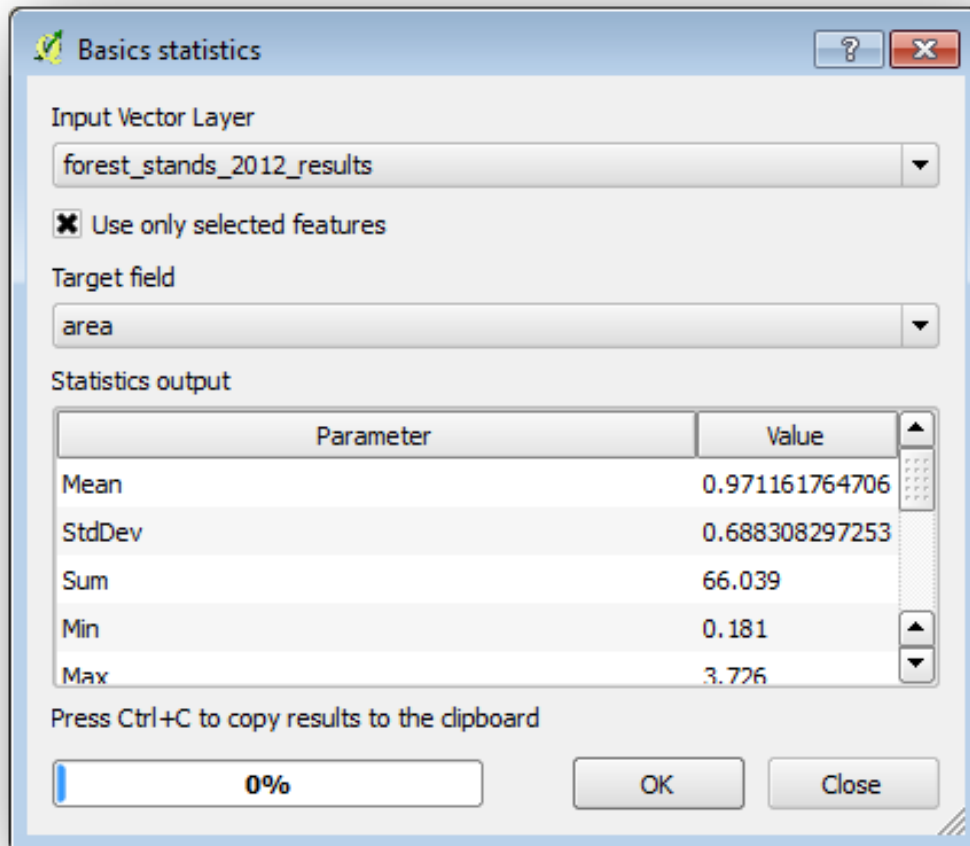 Basics statistics
Input Vector Layer
forest_stands_2012_results
Use only selected features
Target field
area
Statistics output
Parameter Value
Mean 0.971161764706
StdDev 0.688308297253
Sum 66.039
Min 0.181
Max 3.726
Press Ctrl+C to copy results to the clipboard
0% OK Close